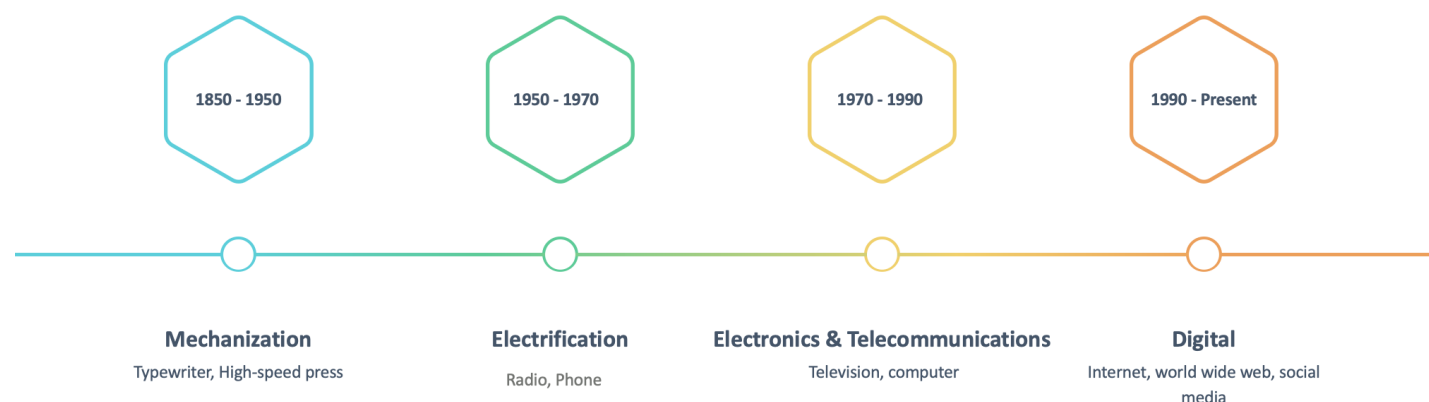 1850 - 1950
1950 - 1970
1970 - 1990
1990 - Present
Mechanization
Typewriter, High-speed press
Electrification
Radio, Phone
Electronics & Telecommunications
Television, computer
Digital
Internet, world wide web, social
media